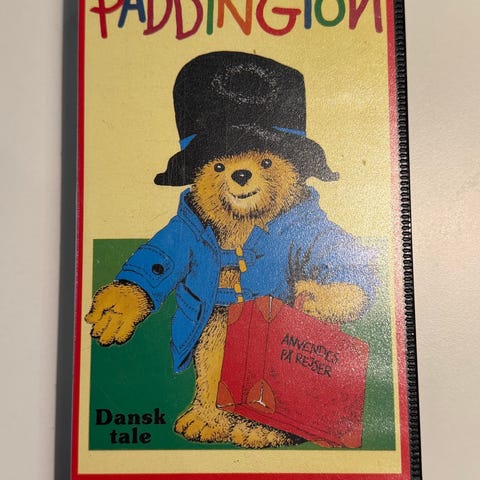 PADDINGTON
ANVENDES
PÅ REJSER
Dansk
tale